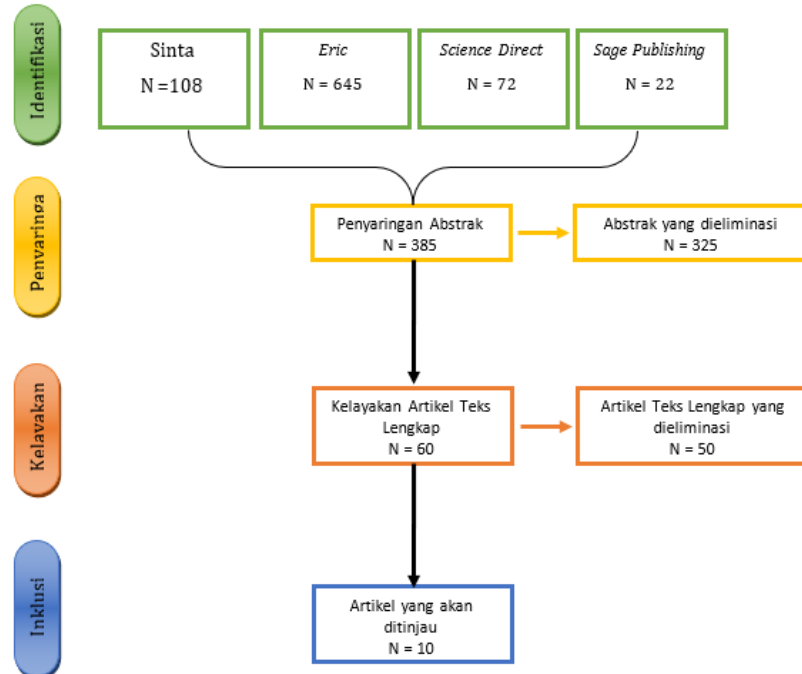 Identifikasi
Sinta
N =108
Eric
N = 645
Science Direct
N = 72
Sage Publishing
N = 22
Penyaringa
Penyaringan Abstrak
N = 385
Abstrak yang dieliminasi
N = 325
Kelayakan
Kelayakan Artikel Teks
Lengkap
N = 60
Artikel Teks Lengkap yang
dieliminasi
N = 50
Inklusi
Artikel yang akan
ditinjau
N = 10